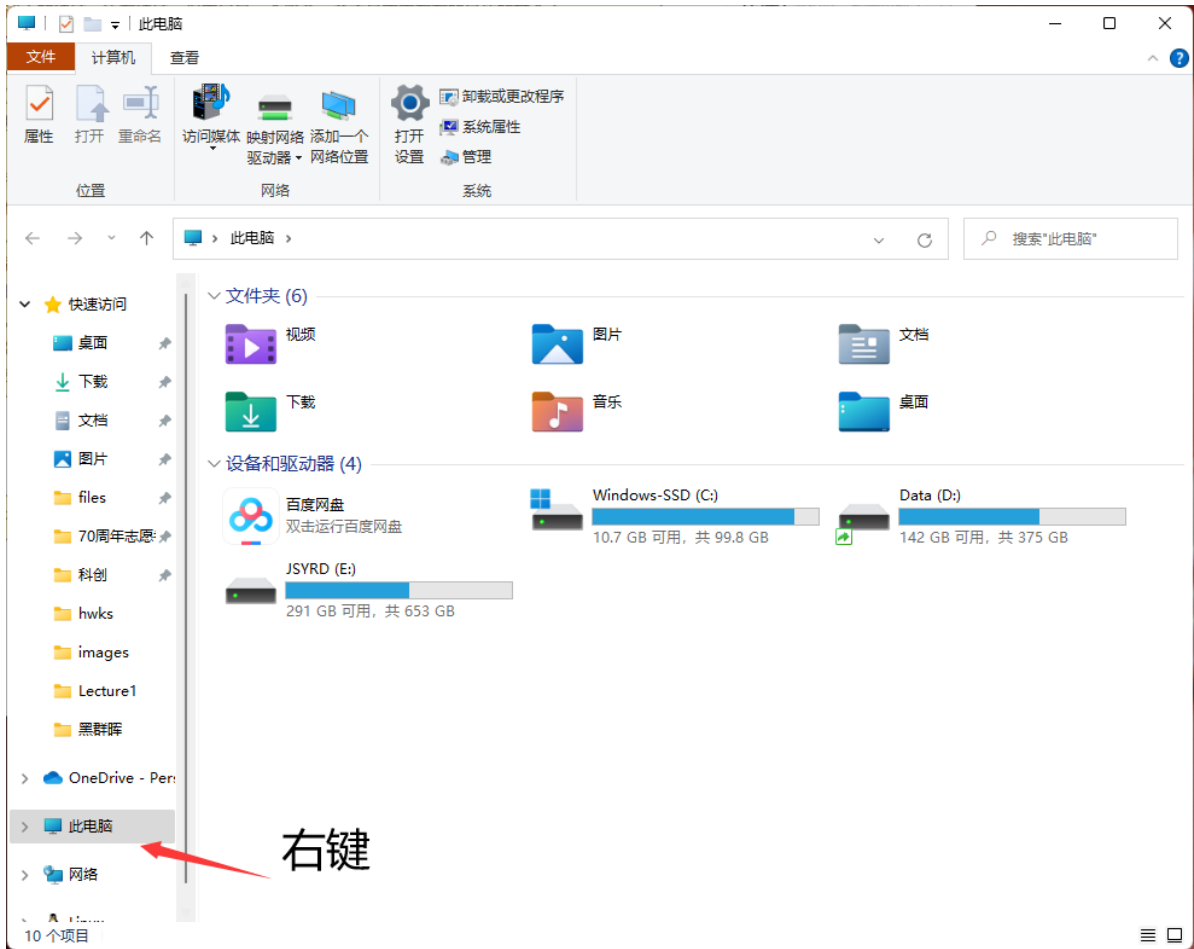 此电脑
文件 计算机 查看
属性 打开 重命名 访问媒体 映射网络驱动器 添加一个网络位置 打开设置 卸载或更改程序
系统属性
管理
位置 网络 系统
此电脑 搜索"此电脑"
快速访问
桌面
下载
文档
图片
files
70周年志愿
科创
hwks
images
Lecture1
黑群晖
OneDrive - Pers
此电脑
网络
文件夹 (6)
视频 图片 文档
下载 音乐 桌面
设备和驱动器 (4)
百度网盘
双击运行百度网盘
Windows-SSD (C:)
10.7 GB 可用，共 99.8 GB
Data (D:)
142 GB 可用，共 375 GB
JSYRD (E:)
291 GB 可用，共 653 GB
右键
10 个项目